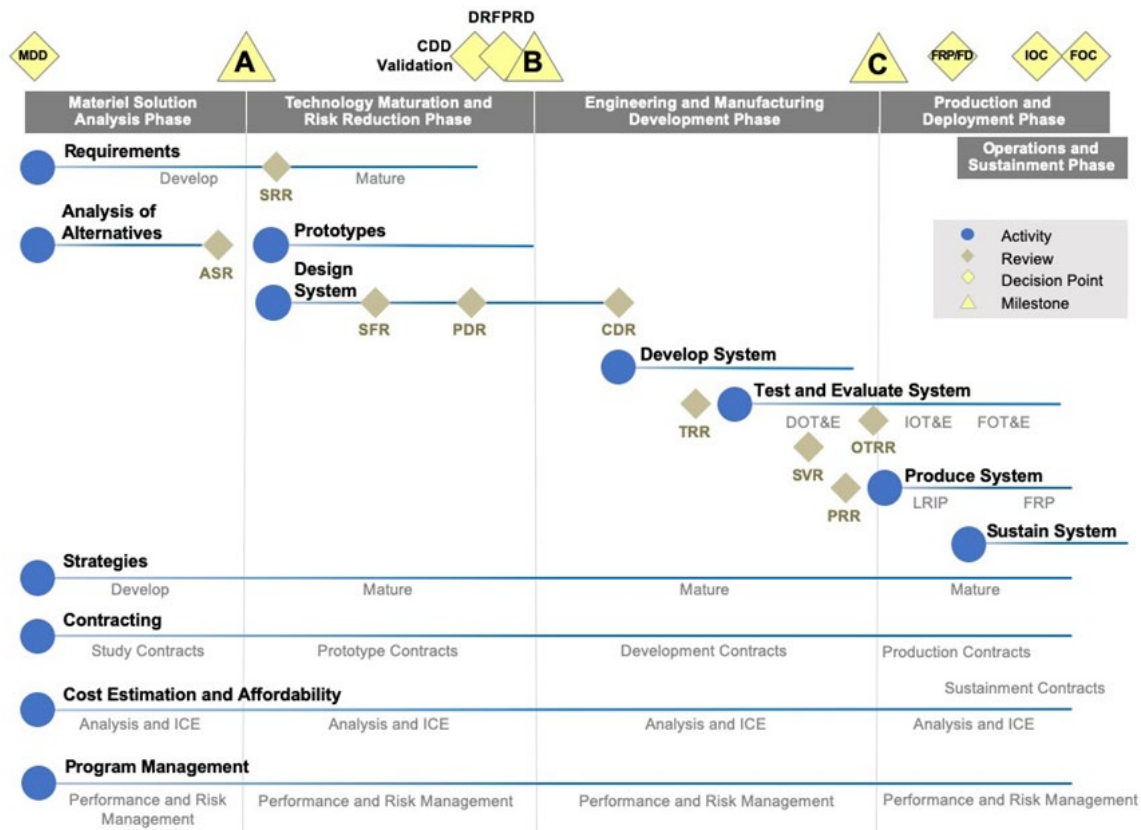 DRFPRD
MDD
A
CDD
Validation
B
C
FRP/FD
IOC
FOC
Materiel Solution
Analysis Phase
Technology Maturation and
Risk Reduction Phase
Engineering and Manufacturing
Development Phase
Production and
Deployment Phase
Operations and
Sustainment Phase
Requirements
Develop
SRR
Mature
Analysis of
Alternatives
ASR
Prototypes
Design
System
SFR
PDR
CDR
Activity
Review
Decision Point
Milestone
Develop System
Test and Evaluate System
TRR
DOT&E
OTRR
IOT&E
FOT&E
SVR
PRR
Produce System
LRIP
FRP
Sustain System
Strategies
Develop
Mature
Mature
Mature
Contracting
Study Contracts
Prototype Contracts
Development Contracts
Production Contracts
Sustainment Contracts
Cost Estimation and Affordability
Analysis and ICE
Analysis and ICE
Analysis and ICE
Analysis and ICE
Program Management
Performance and Risk
Management
Performance and Risk Management
Performance and Risk Management
Performance and Risk Management